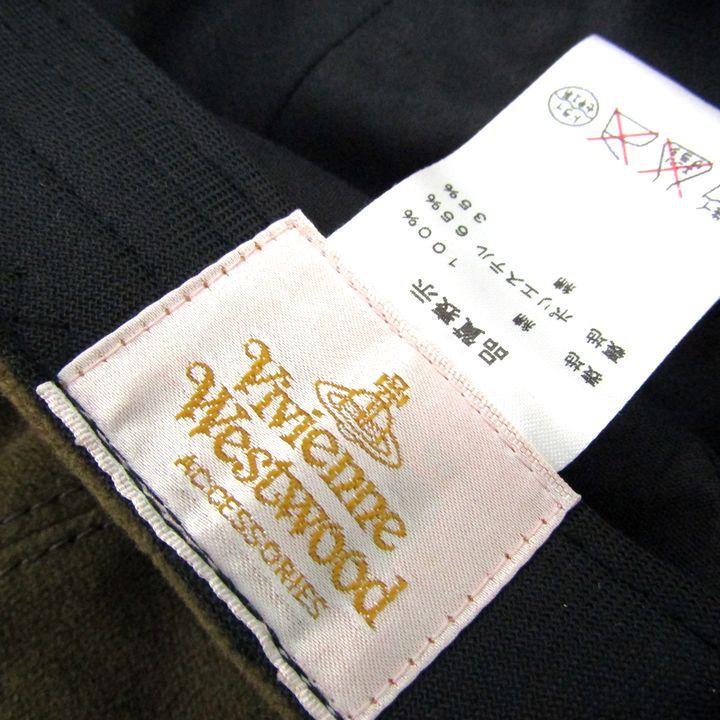 Vivienne
Westwood
ACCESSORIES
品質表示
表地 綿 100%
裏地 ポリエステル 65%
綿 35%